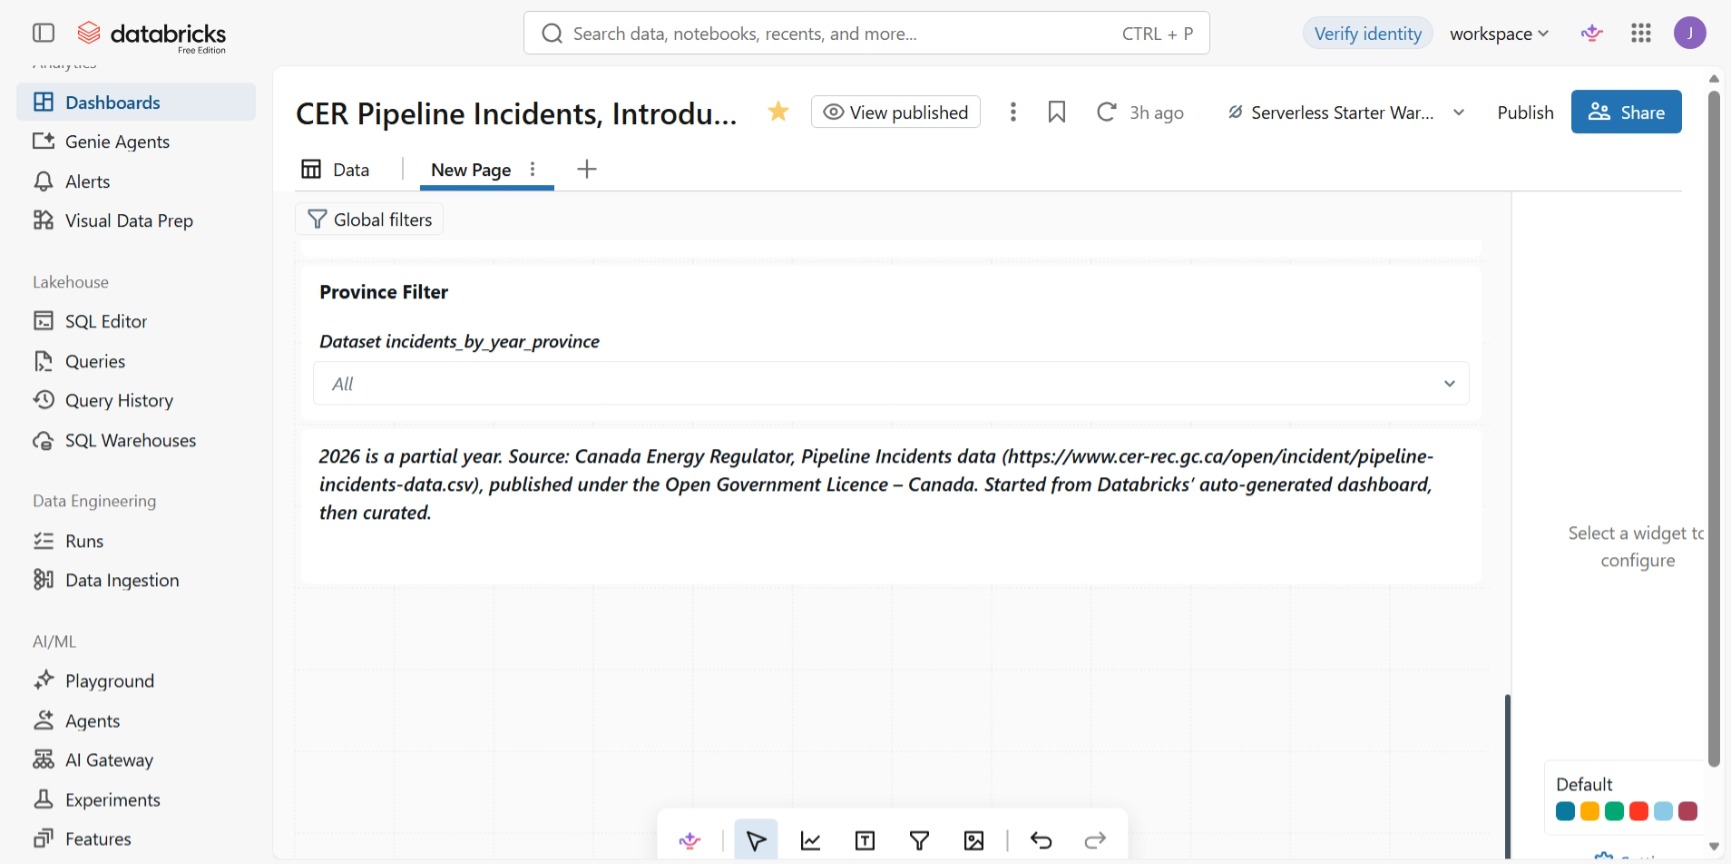 databricks
Free Edition
Search data, notebooks, recents, and more... CTRL + P
Verify identity
workspace
J
Analytics
Dashboards
Genie Agents
Alerts
Visual Data Prep
Lakehouse
SQL Editor
Queries
Query History
SQL Warehouses
Data Engineering
Runs
Data Ingestion
AI/ML
Playground
Agents
AI Gateway
Experiments
Features
CER Pipeline Incidents, Introdu...
View published
3h ago
Serverless Starter War...
Publish
Share
Data
New Page
Global filters
Province Filter
Dataset incidents_by_year_province
All
2026 is a partial year. Source: Canada Energy Regulator, Pipeline Incidents data (https://www.cer-rec.gc.ca/open/incident/pipeline-
incidents-data.csv), published under the Open Government Licence – Canada. Started from Databricks’ auto-generated dashboard,
then curated.
Select a widget to
configure
Default